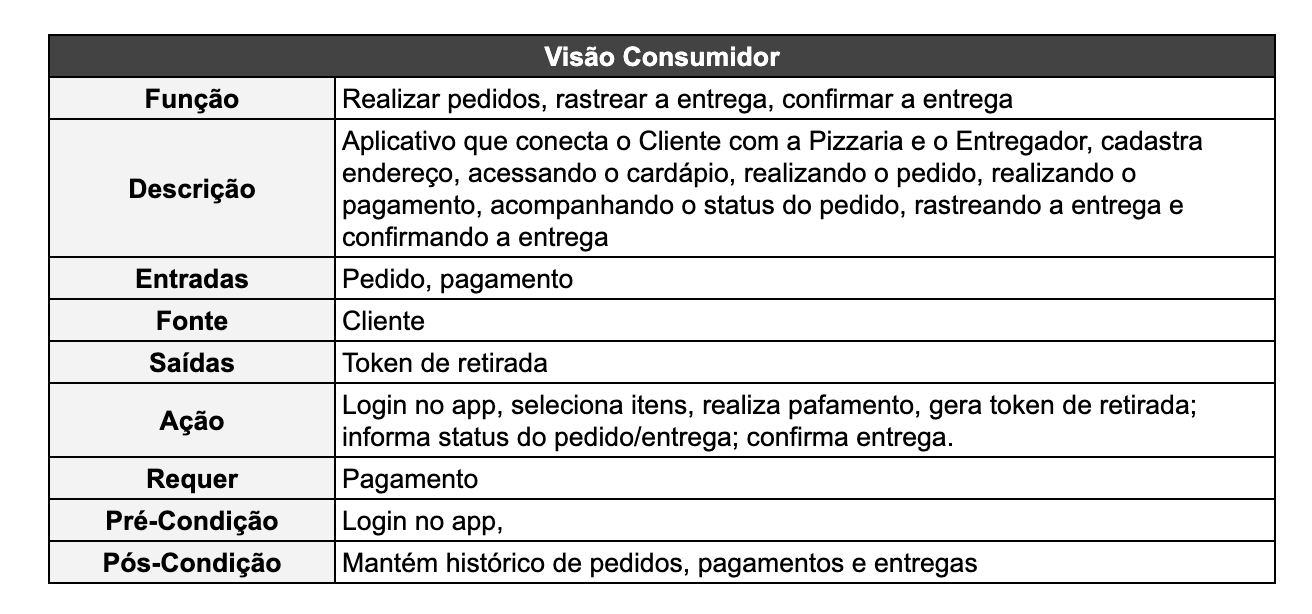 Visão Consumidor
Função
Realizar pedidos, rastrear a entrega, confirmar a entrega
Descrição
Aplicativo que conecta o Cliente com a Pizzaria e o Entregador, cadastra
endereço, acessando o cardápio, realizando o pedido, realizando o
pagamento, acompanhando o status do pedido, rastreando a entrega e
confirmando a entrega
Entradas
Pedido, pagamento
Fonte
Cliente
Saídas
Token de retirada
Ação
Login no app, seleciona itens, realiza pafamento, gera token de retirada;
informa status do pedido/entrega; confirma entrega.
Requer
Pagamento
Pré-Condição
Login no app,
Pós-Condição
Mantém histórico de pedidos, pagamentos e entregas